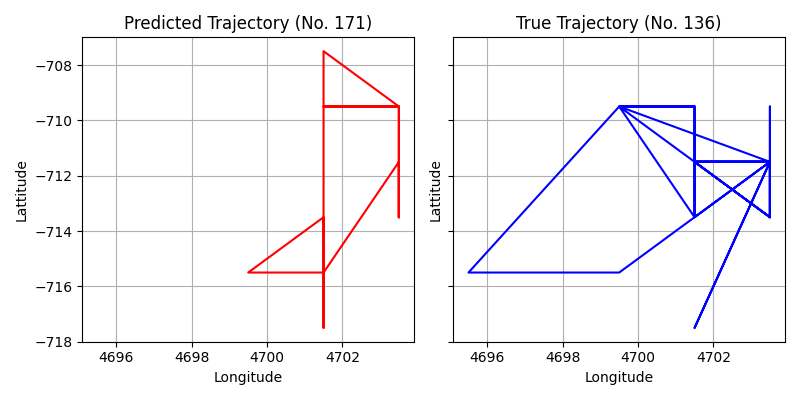 Predicted Trajectory (No. 171)
True Trajectory (No. 136)
Lattitude
−708
−710
−712
−714
−716
−718
4696
4698
4700
4702
Longitude
Lattitude
4696
4698
4700
4702
Longitude